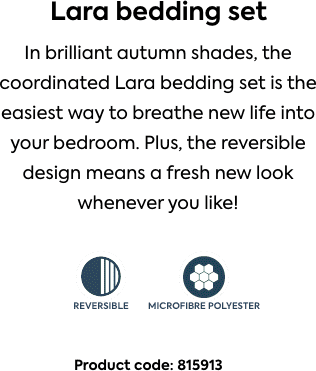 Lara bedding set
In brilliant autumn shades, the
coordinated Lara bedding set is the
easiest way to breathe new life into
your bedroom. Plus, the reversible
design means a fresh new look
whenever you like!
REVERSIBLE MICROFIBRE POLYESTER
Product code: 815913